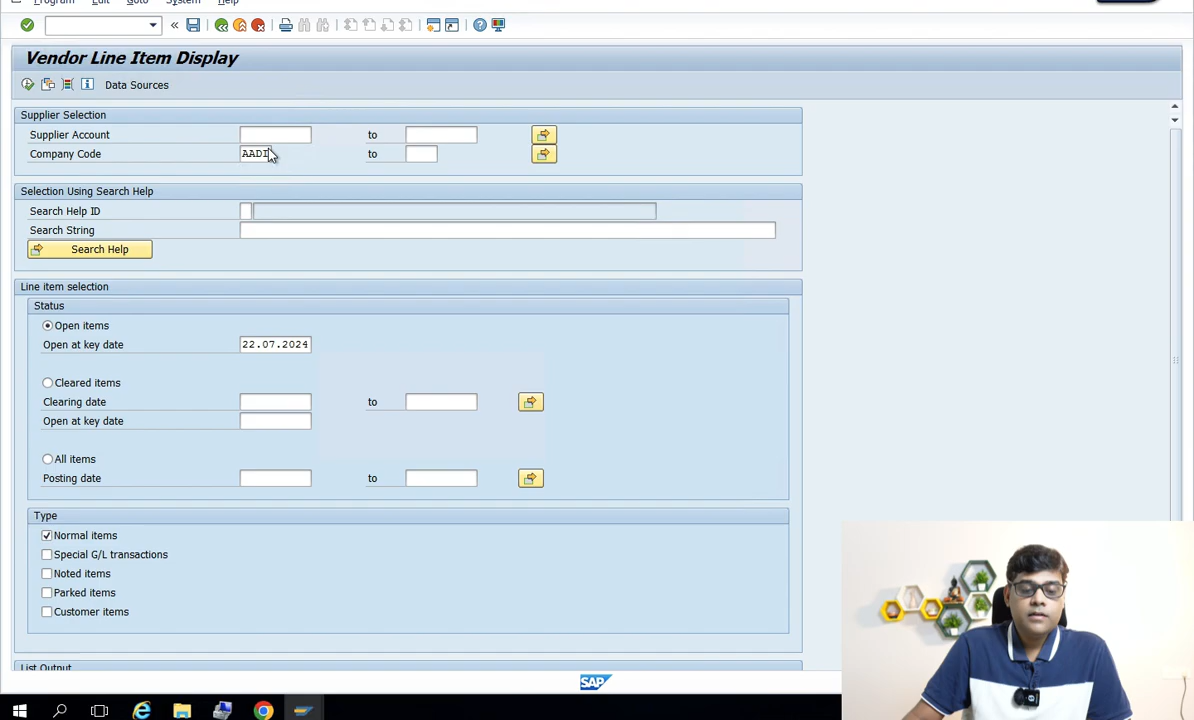 Program Edit Goto System Help
Vendor Line Item Display
Data Sources
Supplier Selection
Supplier Account to
Company Code AADI to
Selection Using Search Help
Search Help ID
Search String
Search Help
Line item selection
Status
Open items
Open at key date 22.07.2024
Cleared items
Clearing date to
Open at key date
All items
Posting date to
Type
Normal items
Special G/L transactions
Noted items
Parked items
Customer items
List Output
SAP